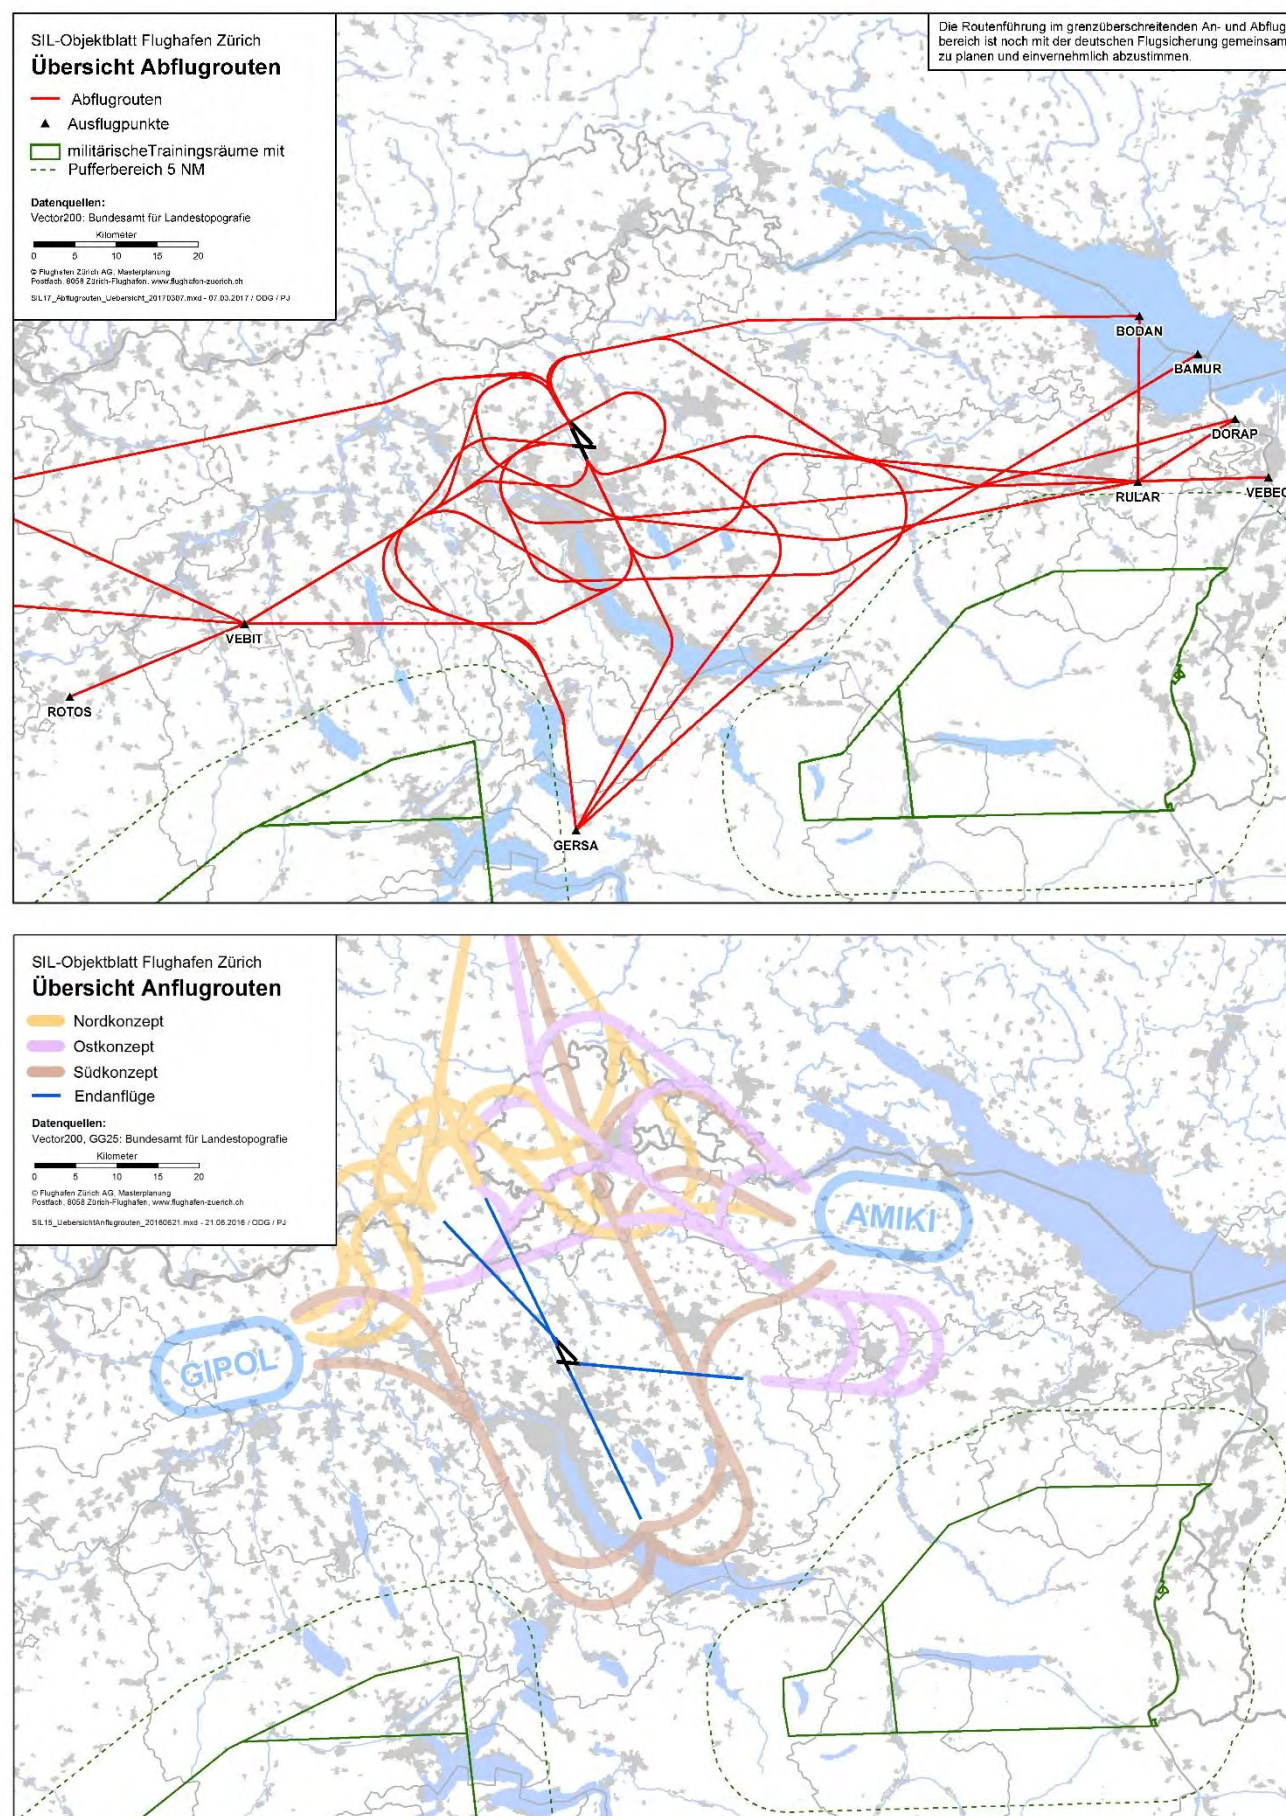 SIL-Objektblatt Flughafen Zürich
Übersicht Abflugrouten
Abflugrouten
Ausflugpunkte
militärischeTrainingsräume mit
Pufferbereich 5 NM
Datenquellen:
Vector200: Bundesamt für Landestopografie
Kilometer
0 5 10 15 20
© Flughafen Zürich AG, Masterplanung
Postfach, 8058 Zürich-Flughafen, www.flughafen-zuerich.ch
SIL17_Abflugrouten_Uebersicht_20170307.mxd - 07.03.2017 / ODG / PJ
Die Routenführung im grenzüberschreitenden An- und Abflug
bereich ist noch mit der deutschen Flugsicherung gemeinsam
zu planen und einvernehmlich abzustimmen.
BODAN
BAMUR
DORAP
RULAR
VEBEG
VEBIT
ROTOS
GERSA
SIL-Objektblatt Flughafen Zürich
Übersicht Anflugrouten
Nordkonzept
Ostkonzept
Südkonzept
Endanflüge
Datenquellen:
Vector200, GG25: Bundesamt für Landestopografie
Kilometer
0 5 10 15 20
© Flughafen Zürich AG, Masterplanung
Postfach, 8058 Zürich-Flughafen, www.flughafen-zuerich.ch
SIL15_UebersichtAnflugrouten_20160621.mxd - 21.06.2016 / ODG / PJ
AMIKI
GIPOL